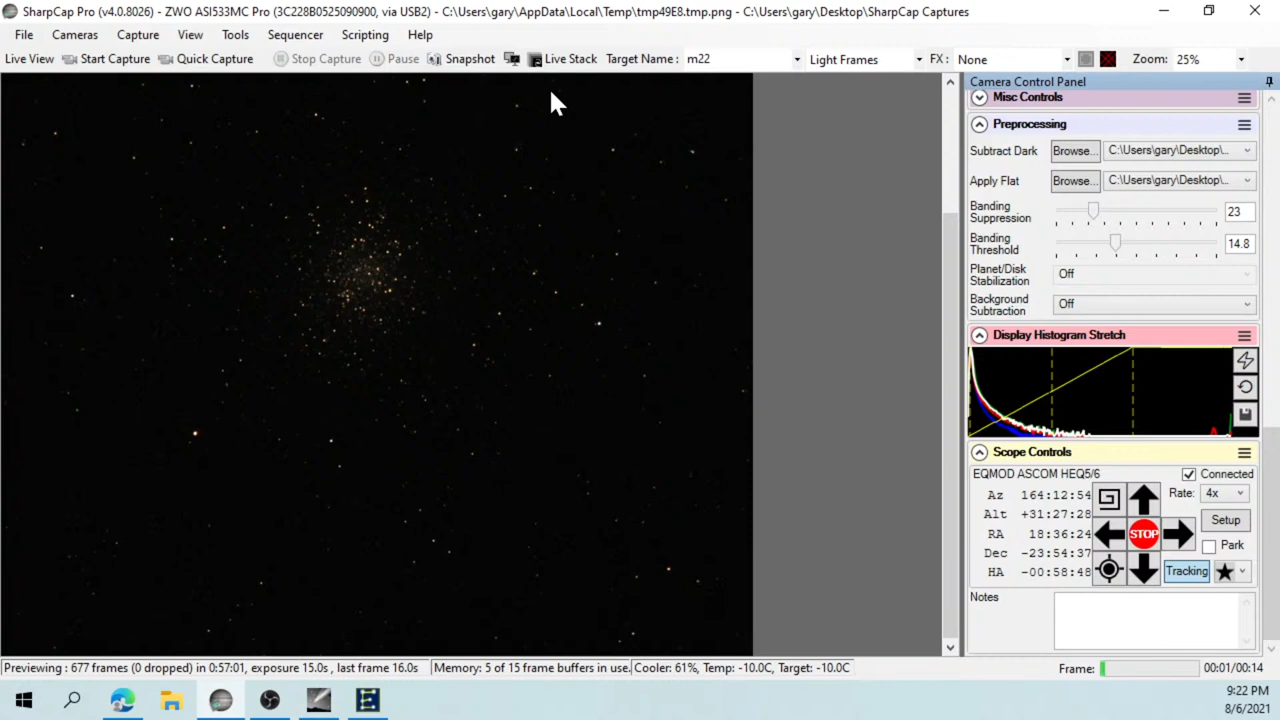 SharpCap Pro (v4.0.8026) - ZWO ASI533MC Pro (3C228B0525090900, via USB2) - C:\Users\gary\AppData\Local\Temp\tmp49E8.tmp.png - C:\Users\gary\Desktop\SharpCap Captures
File Cameras Capture View Tools Sequencer Scripting Help
Live View Start Capture Quick Capture Stop Capture Pause Snapshot Live Stack Target Name : m22 Light Frames FX : None Zoom: 25%
Camera Control Panel
Misc Controls
Preprocessing
Subtract Dark Browse... C:\Users\gary\Desktop\...
Apply Flat Browse... C:\Users\gary\Desktop\...
Banding
Suppression 23
Banding
Threshold 14.8
Planet/Disk
Stabilization Off
Background
Subtraction Off
Display Histogram Stretch
Scope Controls
EQMOD ASCOM HEQ5/6 Connected
Az 164:12:54 Rate: 4x
Alt +31:27:28 Setup
RA 18:36:24 STOP
Dec -23:54:37 Park
HA -00:58:48 Tracking
Notes
Previewing : 677 frames (0 dropped) in 0:57:01, exposure 15.0s , last frame 16.0s Memory: 5 of 15 frame buffers in use. Cooler: 61%, Temp: -10.0C, Target: -10.0C Frame: 00:01/00:14
9:22 PM
8/6/2021